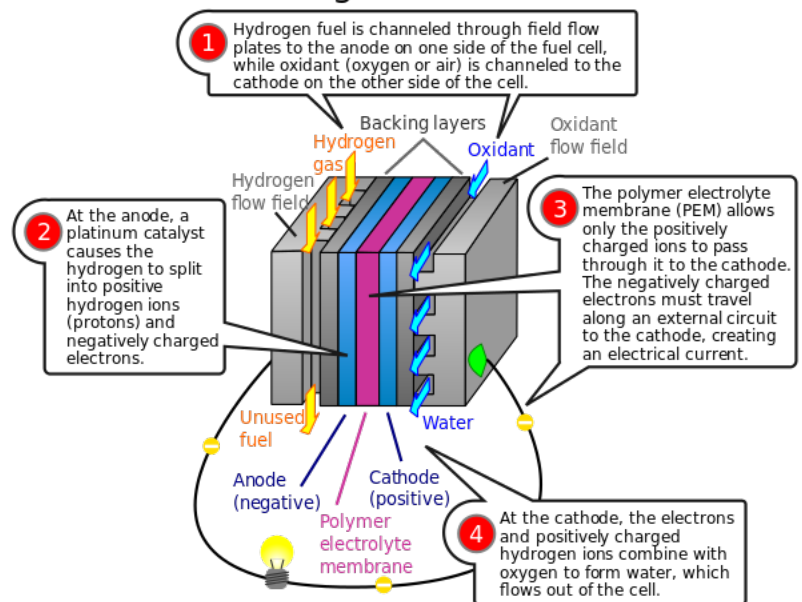 1
Hydrogen fuel is channeled through field flow
plates to the anode on one side of the fuel cell,
while oxidant (oxygen or air) is channeled to the
cathode on the other side of the cell.
Backing layers
Oxidant
flow field
Hydrogen
gas
Oxidant
Hydrogen
flow field
2
At the anode, a
platinum catalyst
causes the
hydrogen to split
into positive
hydrogen ions
(protons) and
negatively charged
electrons.
3
The polymer electrolyte
membrane (PEM) allows
only the positively
charged ions to pass
through it to the cathode.
The negatively charged
electrons must travel
along an external circuit
to the cathode, creating
an electrical current.
Unused
fuel
Water
Anode
(negative)
Cathode
(positive)
Polymer
electrolyte
membrane
4
At the cathode, the electrons
and positively charged
hydrogen ions combine with
oxygen to form water, which
flows out of the cell.